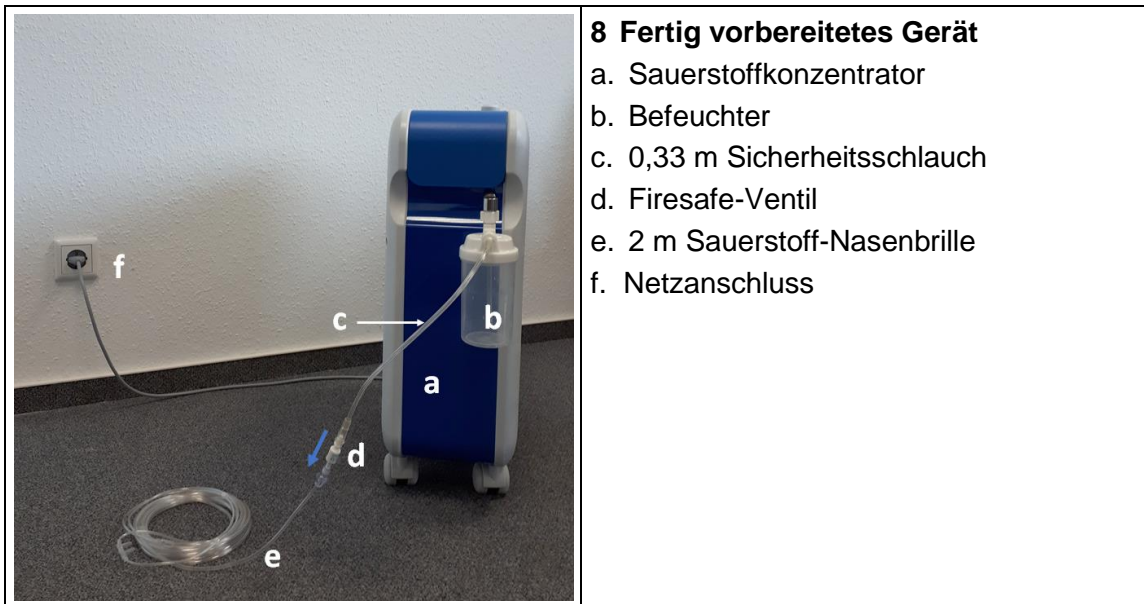 8 Fertig vorbereitetes Gerät
a. Sauerstoffkonzentrator
b. Befeuchter
c. 0,33 m Sicherheitsschlauch
d. Firesafe-Ventil
e. 2 m Sauerstoff-Nasenbrille
f. Netzanschluss
f
c
b
a
d
e